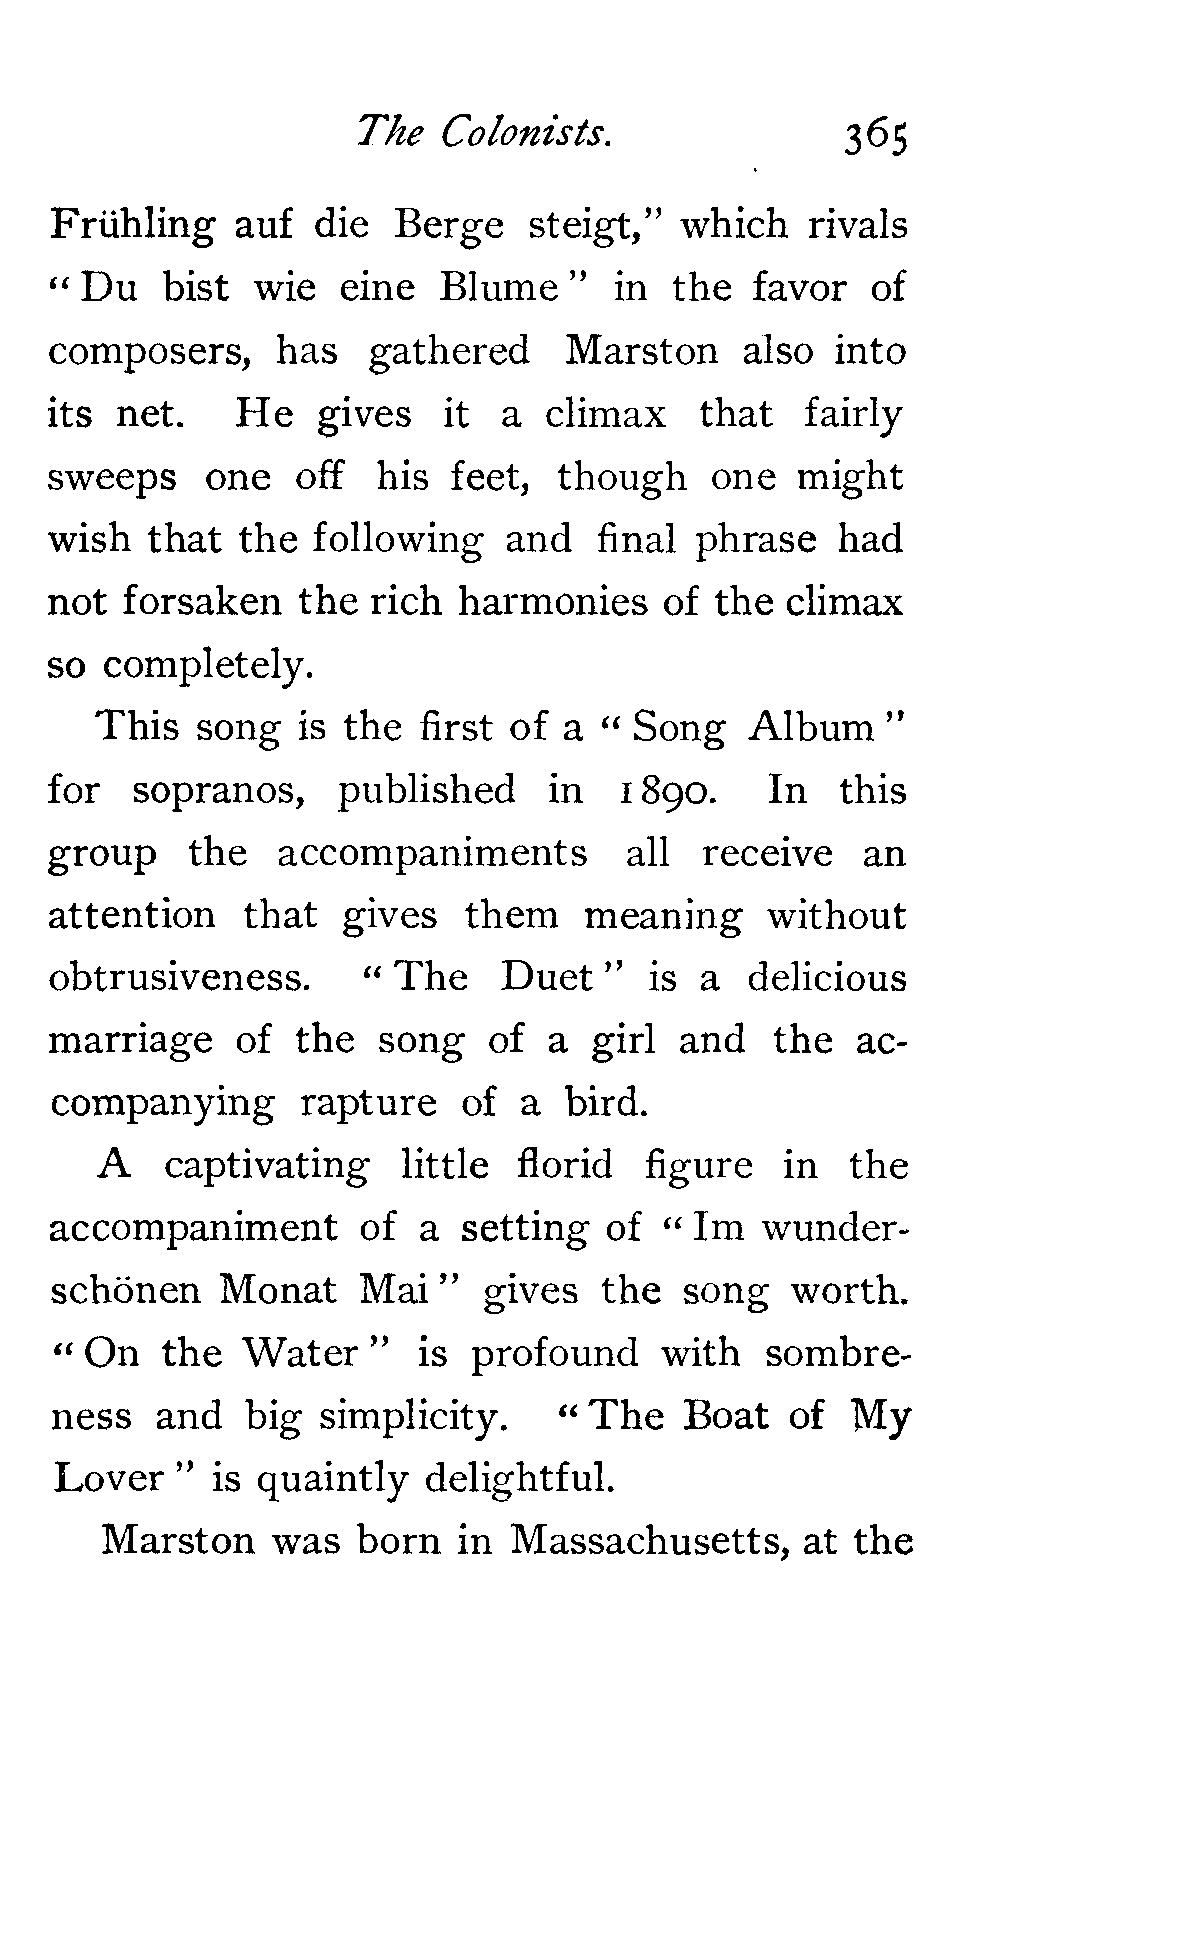 The Colonists. 365
Frühling auf die Berge steigt," which rivals
"Du bist wie eine Blume" in the favor of
composers, has gathered Marston also into
its net. He gives it a climax that fairly
sweeps one off his feet, though one might
wish that the following and final phrase had
not forsaken the rich harmonies of the climax
so completely.
This song is the first of a "Song Album"
for sopranos, published in 1890. In this
group the accompaniments all receive an
attention that gives them meaning without
obtrusiveness. "The Duet" is a delicious
marriage of the song of a girl and the ac-
companying rapture of a bird.
A captivating little florid figure in the
accompaniment of a setting of "Im wunder-
schönen Monat Mai" gives the song worth.
"On the Water" is profound with sombre-
ness and big simplicity. "The Boat of My
Lover" is quaintly delightful.
Marston was born in Massachusetts, at the